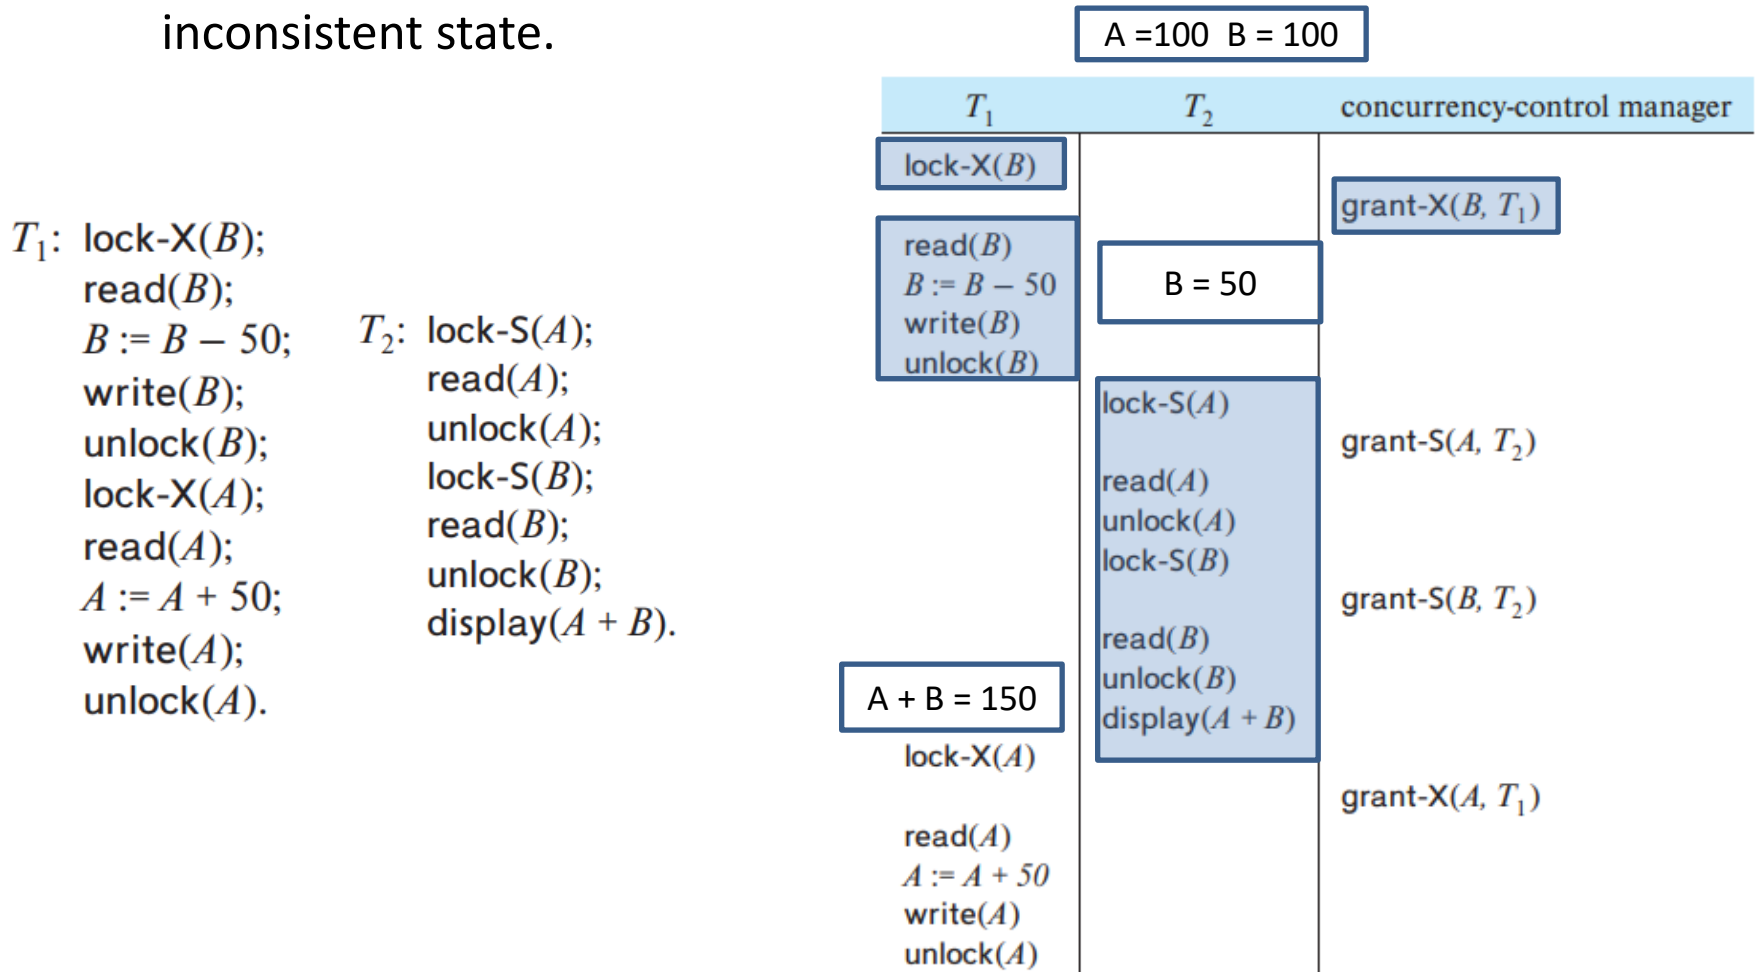 inconsistent state.
T1: lock-X(B);
read(B);
B := B – 50;
write(B);
unlock(B);
lock-X(A);
read(A);
A := A + 50;
write(A);
unlock(A).
T2: lock-S(A);
read(A);
unlock(A);
lock-S(B);
read(B);
unlock(B);
display(A + B).
A =100 B = 100
T1 T2 concurrency-control manager
lock-X(B)
grant-X(B, T1)
read(B)
B := B – 50
write(B)
unlock(B)
B = 50
lock-S(A)
grant-S(A, T2)
read(A)
unlock(A)
lock-S(B)
grant-S(B, T2)
read(B)
unlock(B)
display(A + B)
A + B = 150
lock-X(A)
grant-X(A, T1)
read(A)
A := A + 50
write(A)
unlock(A)